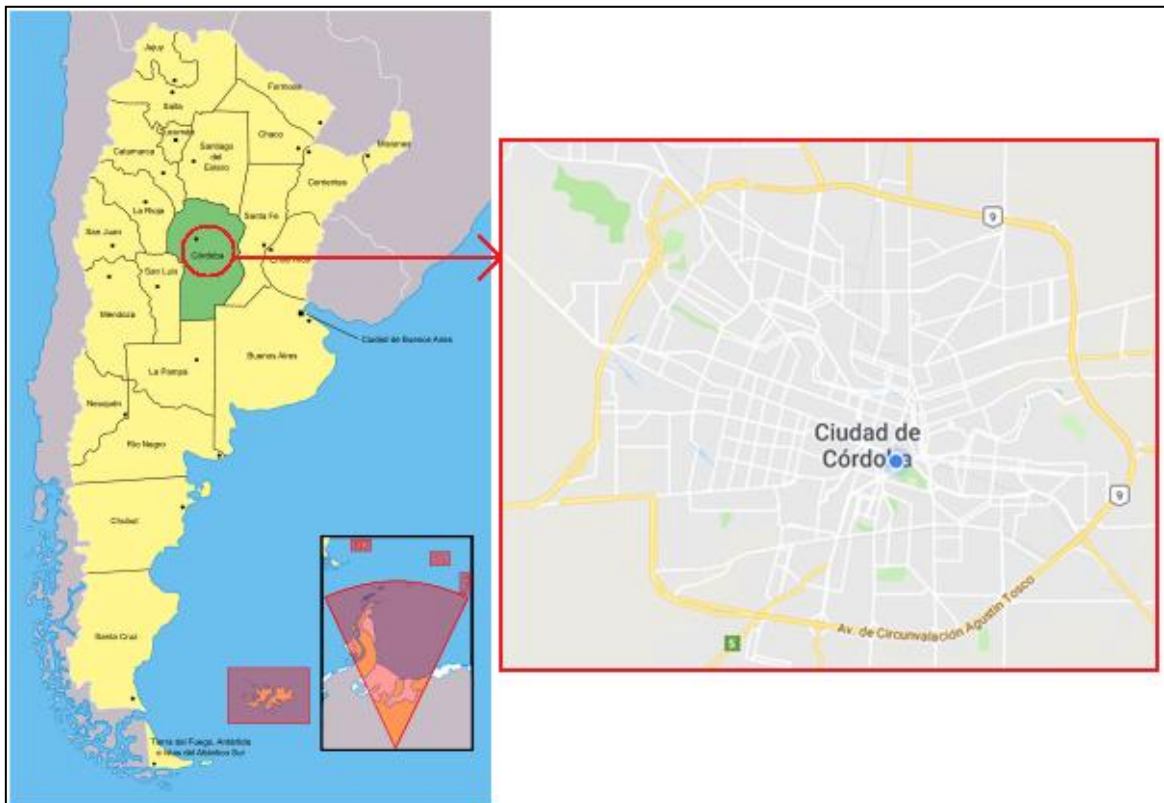 Jujuy
Formosa
Salta
Chaco
Misiones
Tucumán
Catamarca
Santiago
del
Estero
Corrientes
La Rioja
Santa Fe
San Juan
Córdoba
Entre Ríos
San Luis
Mendoza
Ciudad de Buenos Aires
Buenos Aires
La Pampa
Neuquén
Río Negro
Chubut
Santa Cruz
Tierra del Fuego, Antártida
e Islas del Atlántico Sur
9
Ciudad de
Córdoba
9
Av. de Circunvalación Agustín Tosco
5